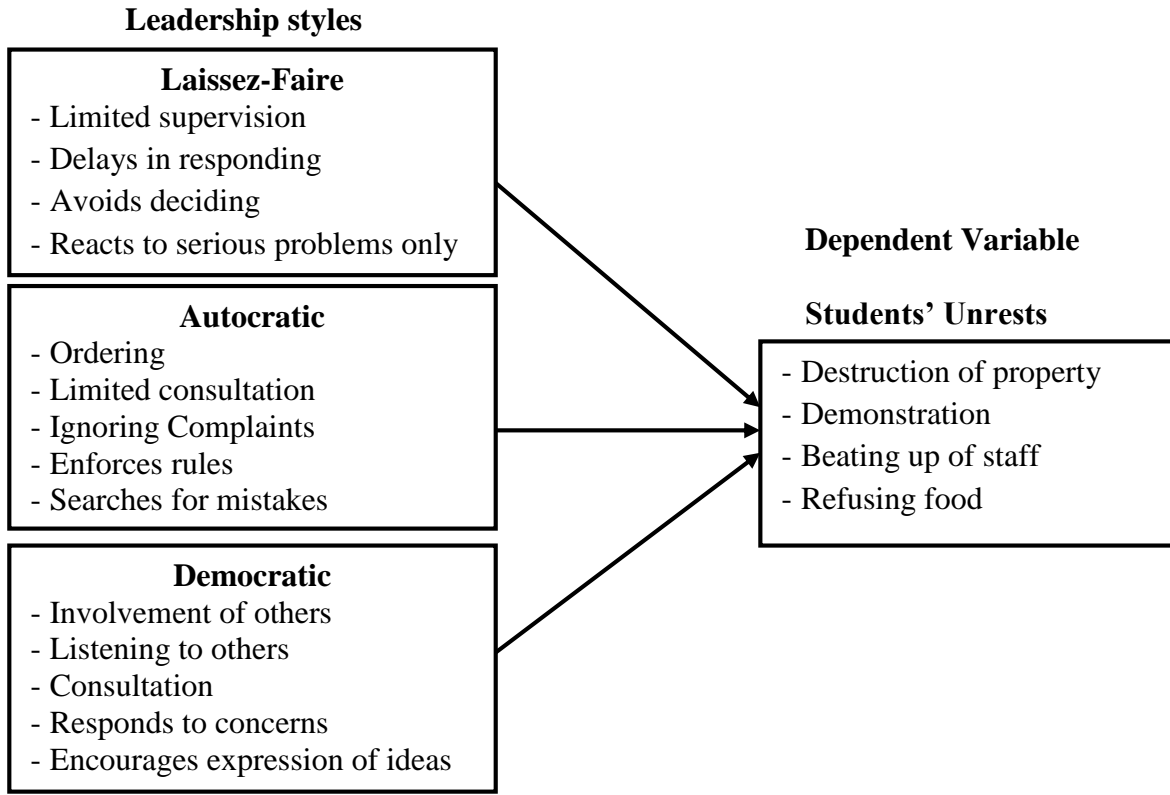 Leadership styles
Laissez-Faire
- Limited supervision
- Delays in responding
- Avoids deciding
- Reacts to serious problems only
Autocratic
- Ordering
- Limited consultation
- Ignoring Complaints
- Enforces rules
- Searches for mistakes
Democratic
- Involvement of others
- Listening to others
- Consultation
- Responds to concerns
- Encourages expression of ideas
Dependent Variable
Students’ Unrests
- Destruction of property
- Demonstration
- Beating up of staff
- Refusing food